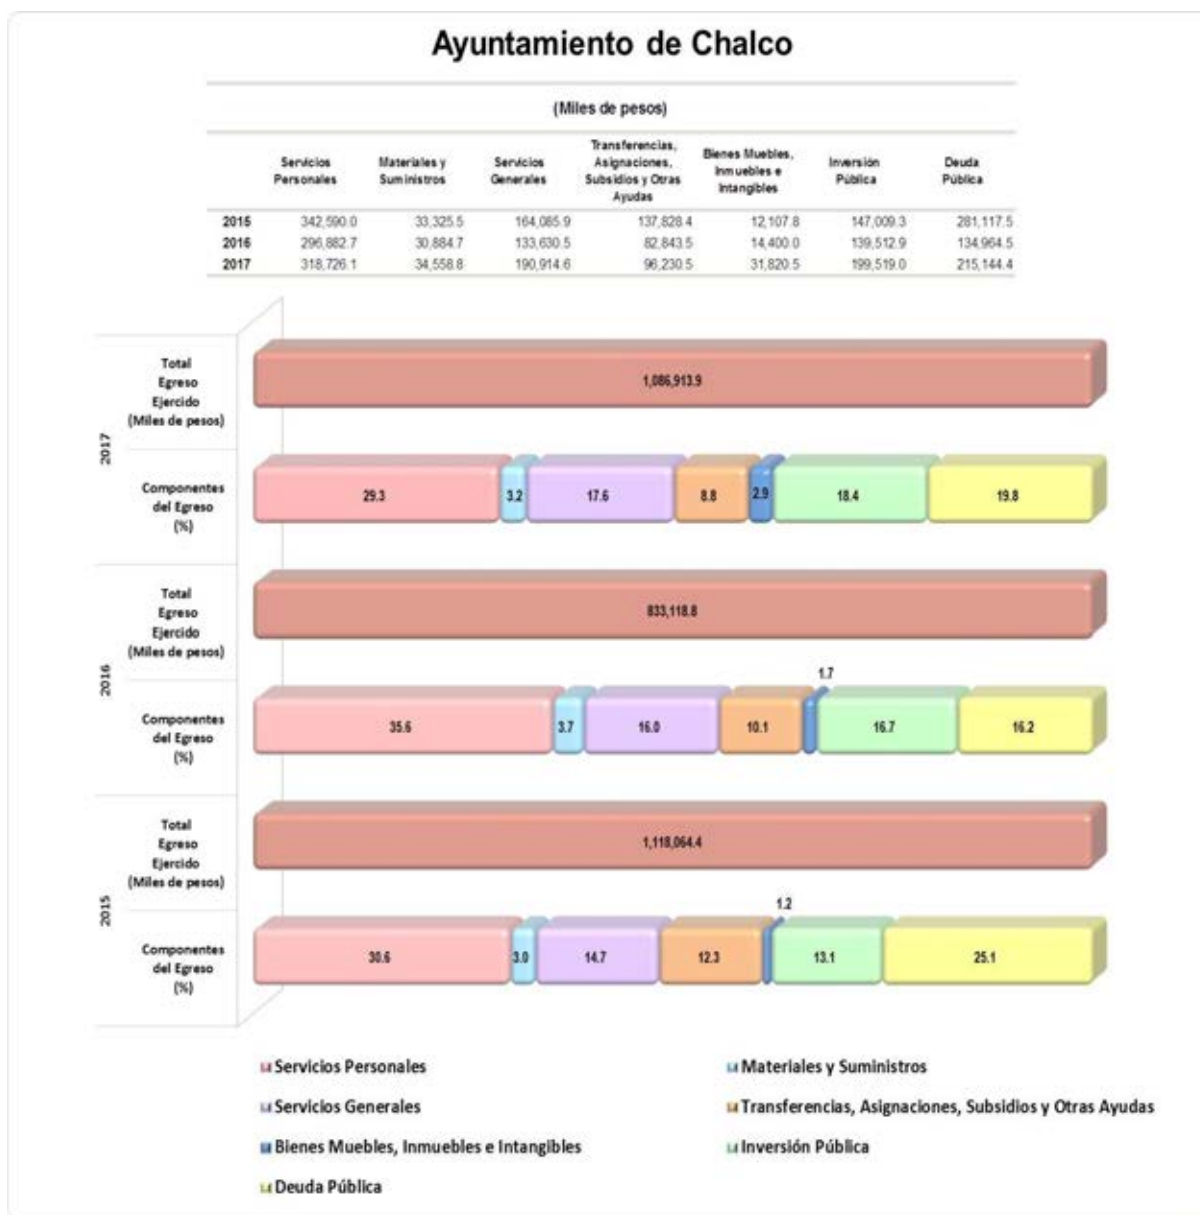 Ayuntamiento de Chalco
(Miles de pesos)
Servicios Personales
Materiales y Suministros
Servicios Generales
Transferencias, Asignaciones, Subsidios y Otras Ayudas
Bienes Muebles, Inmuebles e Intangibles
Inversión Pública
Deuda Pública
2015 342,590.0 33,325.5 164,085.9 137,828.4 12,107.8 147,009.3 281,117.5
2016 296,882.7 30,884.7 133,630.5 82,843.5 14,400.0 139,512.9 134,964.5
2017 318,726.1 34,558.8 190,914.6 96,230.5 31,820.5 199,519.0 215,144.4
2017
Total
Egreso
Ejercido
(Miles de pesos)
1,086,913.9
Componentes
del Egreso
(%)
29.3 3.2 17.6 8.8 2.9 18.4 19.8
2016
Total
Egreso
Ejercido
(Miles de pesos)
833,118.8
Componentes
del Egreso
(%)
1.7
35.6 3.7 16.0 10.1 16.7 16.2
2015
Total
Egreso
Ejercido
(Miles de pesos)
1,118,064.4
Componentes
del Egreso
(%)
1.2
30.6 3.0 14.7 12.3 13.1 25.1
Servicios Personales
Materiales y Suministros
Servicios Generales
Transferencias, Asignaciones, Subsidios y Otras Ayudas
Bienes Muebles, Inmuebles e Intangibles
Inversión Pública
Deuda Pública